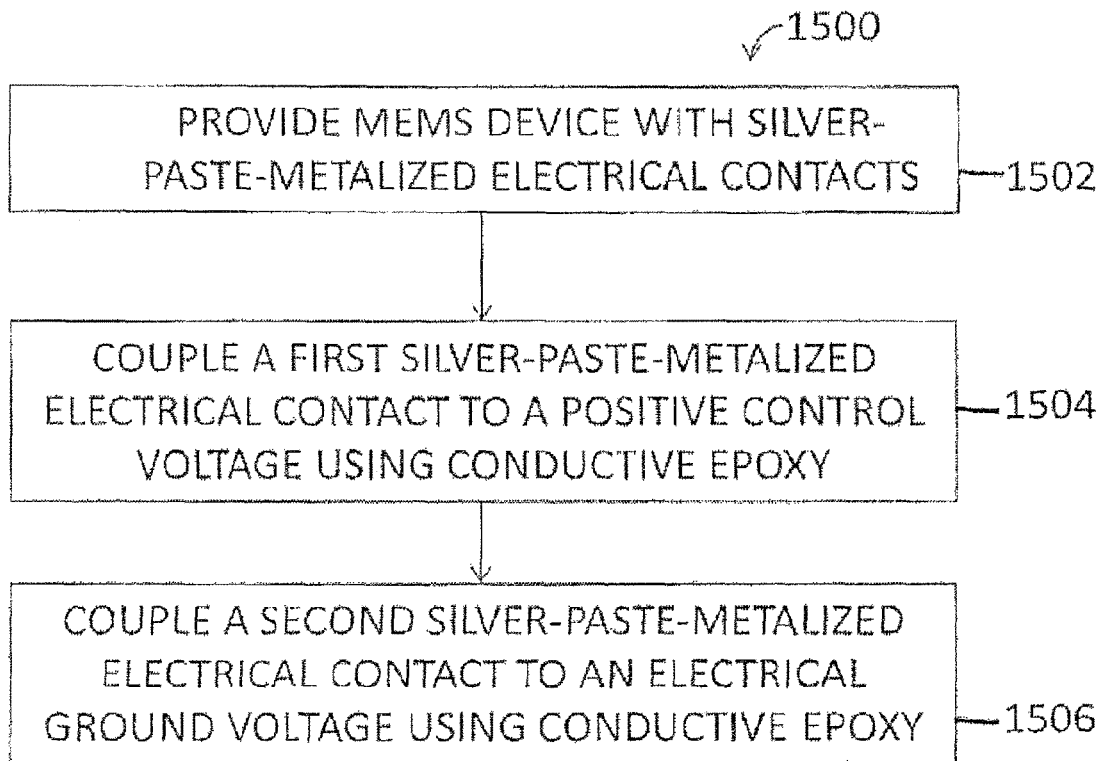 1500
PROVIDE MEMS DEVICE WITH SILVER-
PASTE-METALIZED ELECTRICAL CONTACTS
1502
COUPLE A FIRST SILVER-PASTE-METALIZED
ELECTRICAL CONTACT TO A POSITIVE CONTROL
VOLTAGE USING CONDUCTIVE EPOXY
1504
COUPLE A SECOND SILVER-PASTE-METALIZED
ELECTRICAL CONTACT TO AN ELECTRICAL
GROUND VOLTAGE USING CONDUCTIVE EPOXY
1506